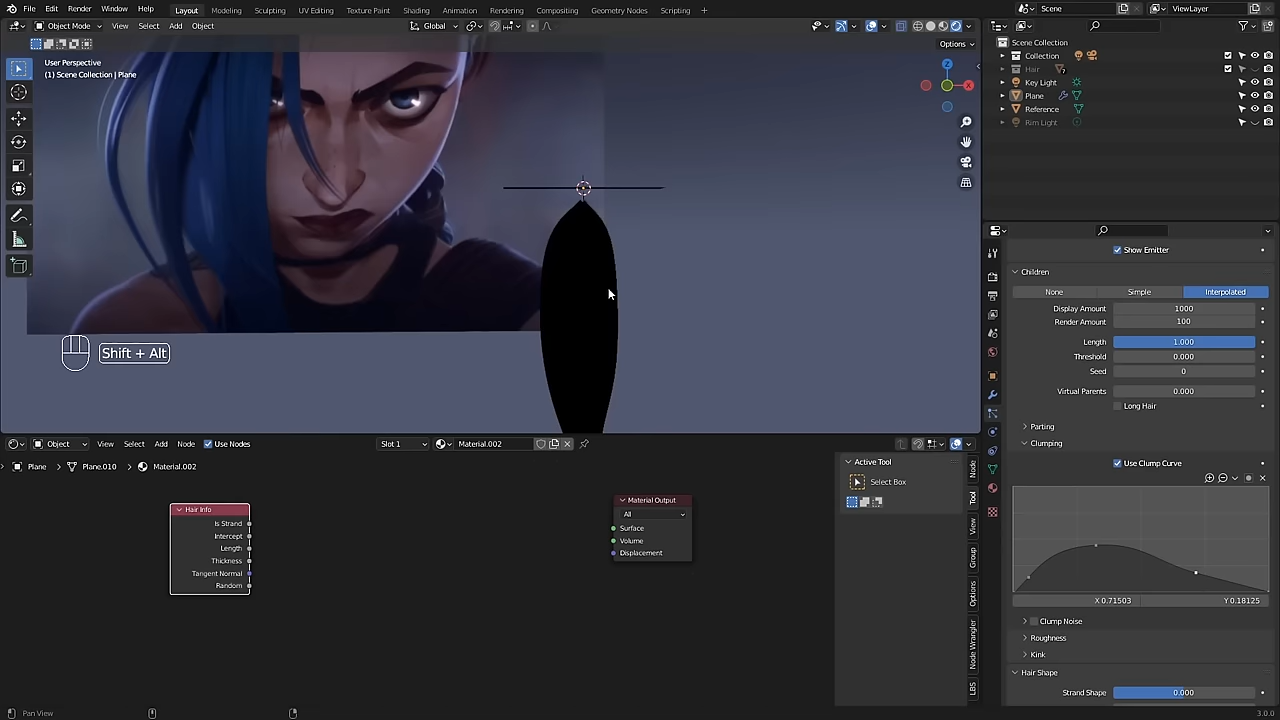 File Edit Render Window Help Layout Modeling Sculpting UV Editing Texture Paint Shading Animation Rendering Compositing Geometry Nodes Scripting + Scene ViewLayer
Object Mode View Select Add Object Global
Options
User Perspective
(1) Scene Collection | Plane
Z
X
Shift + Alt
Scene Collection
Collection
Hair
Key Light
Plane
Reference
Rim Light
Show Emitter
Children
None Simple Interpolated
Display Amount 1000
Render Amount 100
Length 1.000
Threshold 0.000
Seed 0
Virtual Parents 0.000
Long Hair
Parting
Clumping
Use Clump Curve
X 0.71503 Y 0.18125
Clump Noise
Roughness
Kink
Hair Shape
Strand Shape 0.000
Object View Select Add Node Use Nodes Slot 1 Material.002
Plane > Plane.010 > Material.002
Hair Info
Is Strand
Intercept
Length
Thickness
Tangent Normal
Random
Material Output
All
Surface
Volume
Displacement
Active Tool
Select Box
Node
Tool
View
Group
Options
Node Wrangler
LBS
Pan View
3.0.0